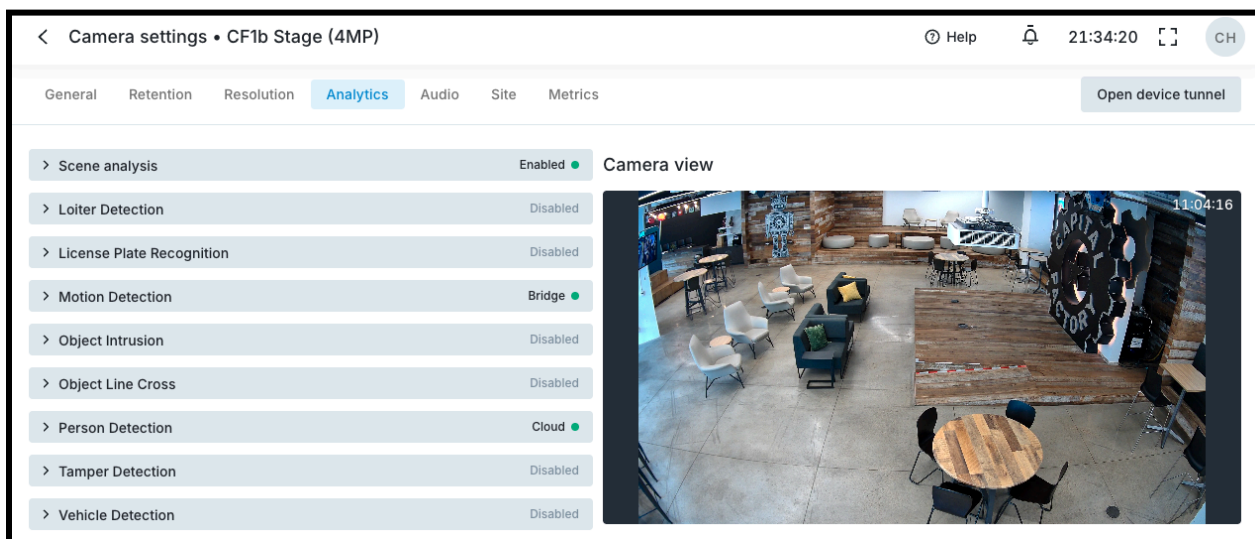 Camera settings • CF1b Stage (4MP)
Help
21:34:20
CH
General Retention Resolution Analytics Audio Site Metrics
Open device tunnel
Scene analysis Enabled
Loiter Detection Disabled
License Plate Recognition Disabled
Motion Detection Bridge
Object Intrusion Disabled
Object Line Cross Disabled
Person Detection Cloud
Tamper Detection Disabled
Vehicle Detection Disabled
Camera view
11:04:16
CAPITAL
FACTORY